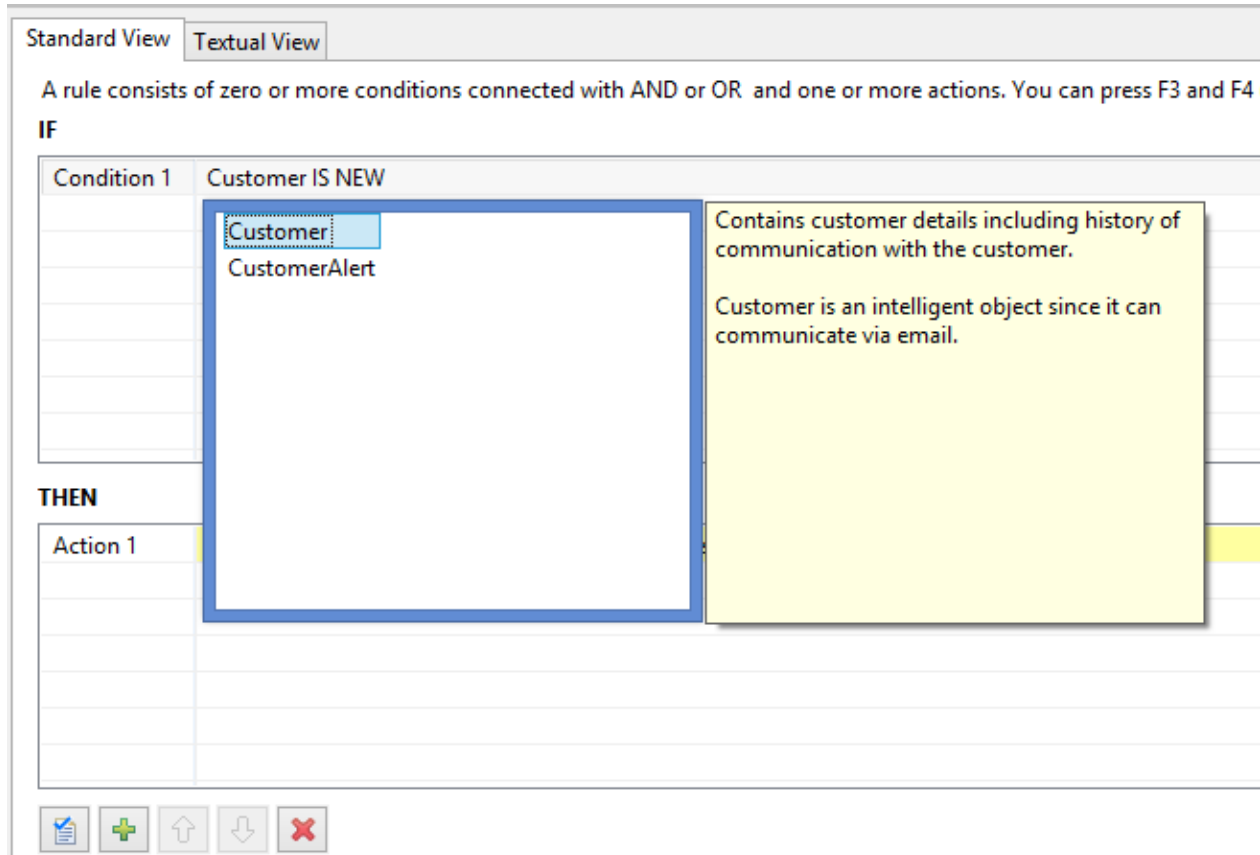 Standard View Textual View
A rule consists of zero or more conditions connected with AND or OR and one or more actions. You can press F3 and F4
IF
Condition 1 Customer IS NEW
Customer
CustomerAlert
Contains customer details including history of
communication with the customer.
Customer is an intelligent object since it can
communicate via email.
THEN
Action 1